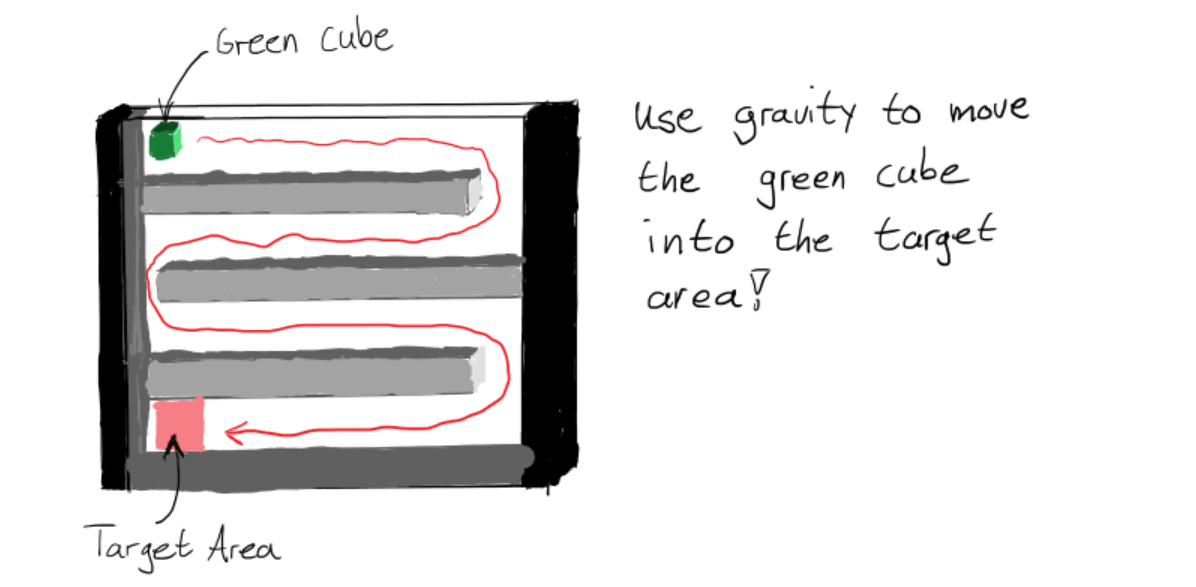 Green Cube
Use gravity to move
the green cube
into the target
area!
Target Area